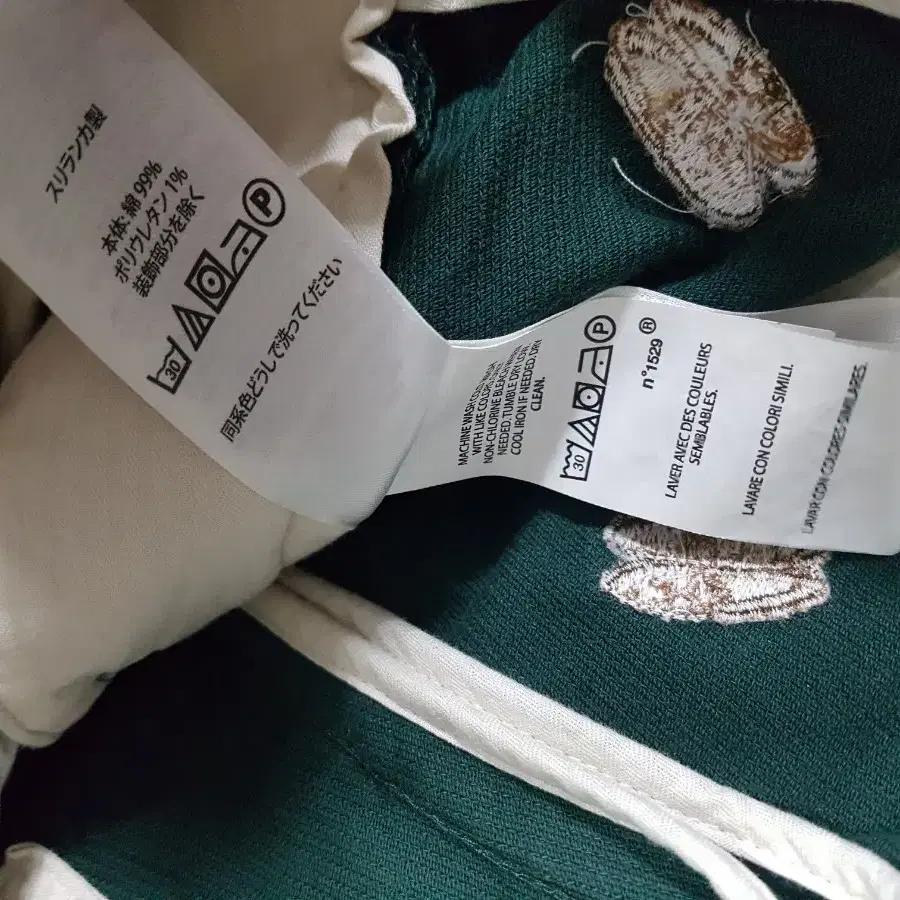 スリランカ製
本体: 綿 99%
ポリウレタン 1%
装飾部分を除く
30
P
同系色どうしで洗ってください
MACHINE WASH COLD, WASH
WITH LIKE COLORS, ONLY
NON-CHLORINE BLEACH WHEN
NEEDED, TUMBLE DRY LOW,
COOL IRON IF NEEDED, DRY
CLEAN.
30
P
n°1529 ®
LAVER AVEC DES COULEURS
SEMBLABLES.
LAVARE CON COLORI SIMILI.
LAVAR CON COLORES SIMILARES.